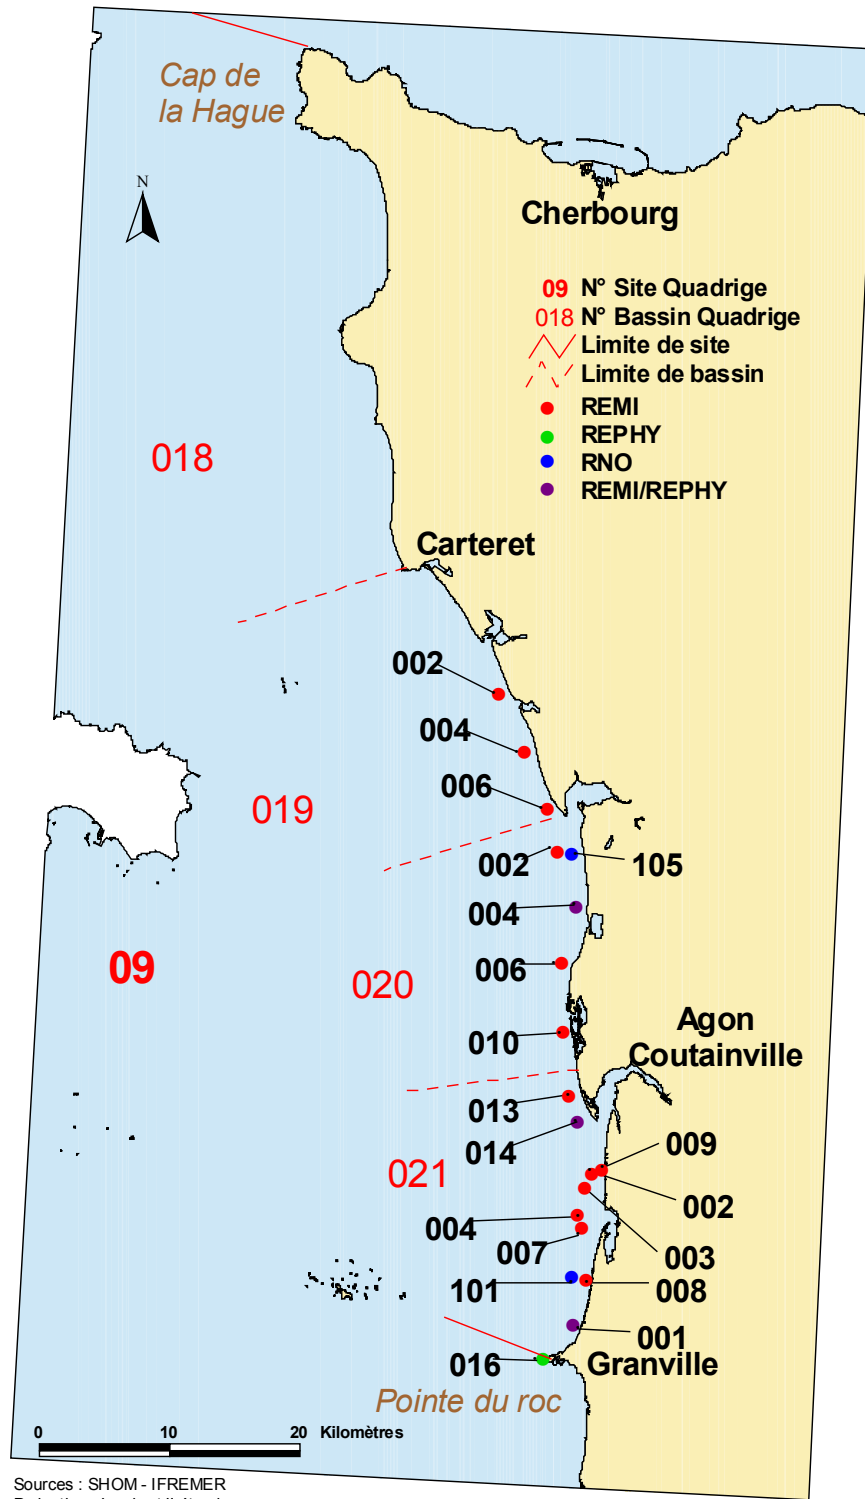 Cap de
la Hague
N
Cherbourg
09 N° Site Quadrige
018 N° Bassin Quadrige
Limite de site
Limite de bassin
REMI
REPHY
RNO
REMI/REPHY
018
Carteret
002
004
019
006
002
105
004
09
006
020
010
Agon
Coutainville
013
014
009
021
002
004
007
003
101
008
001
016
Granville
Pointe du roc
0 10 20 Kilomètres
Sources : SHOM - IFREMER